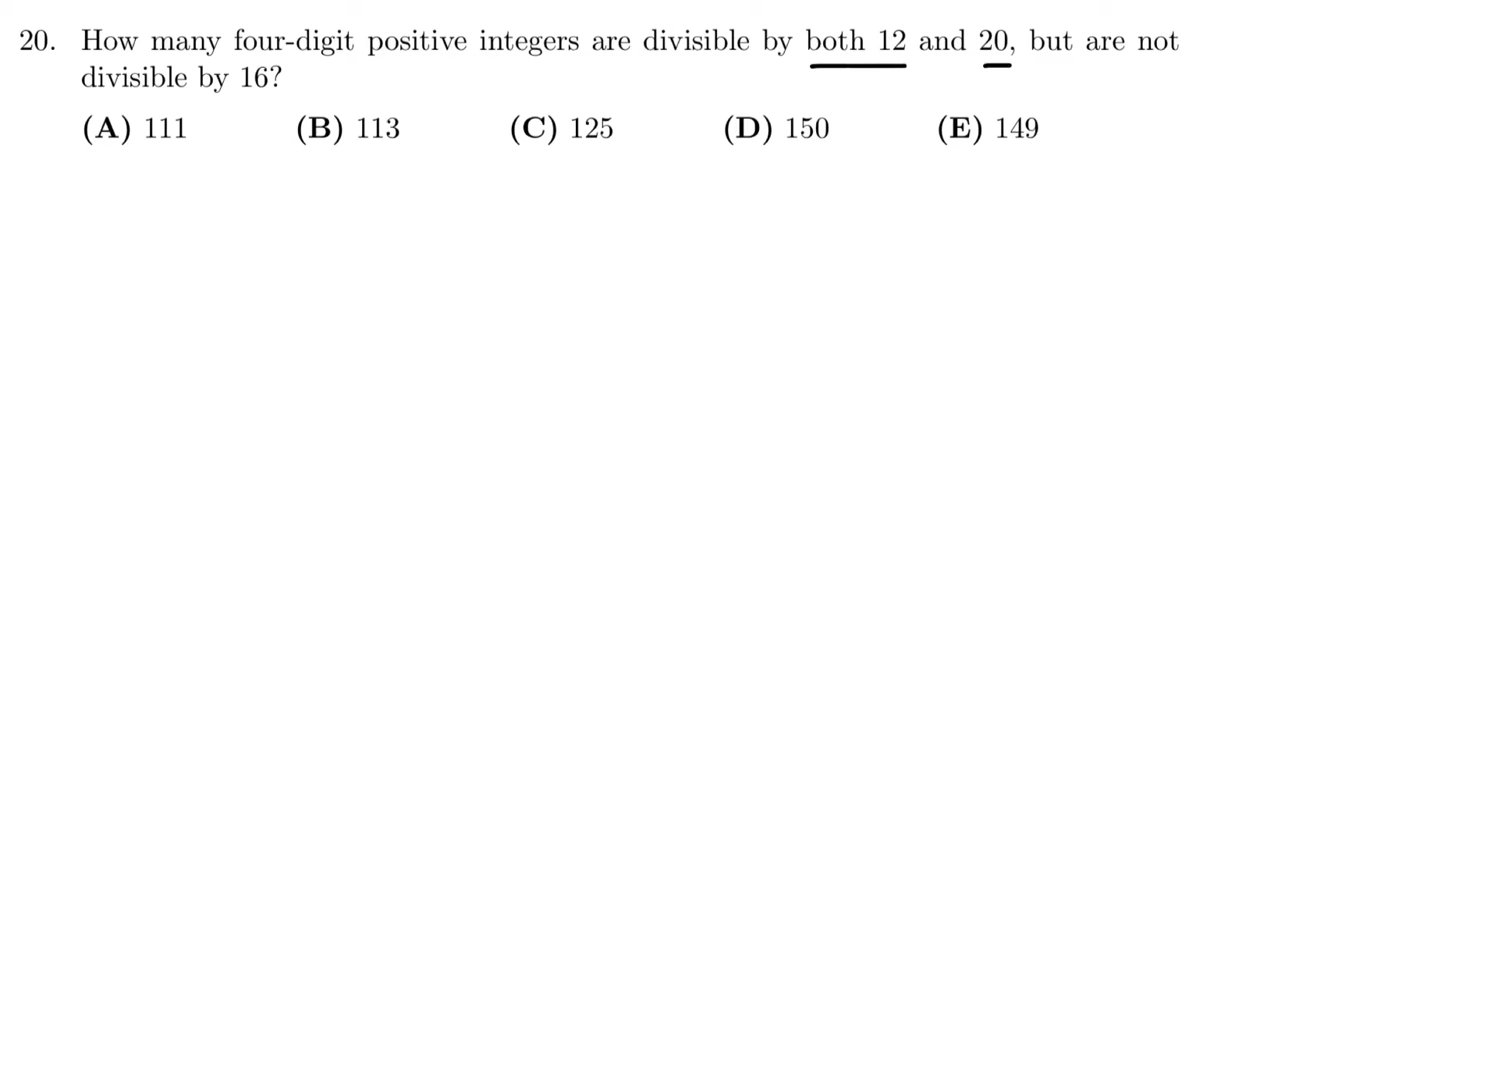 20. How many four-digit positive integers are divisible by both 12 and 20, but are not
divisible by 16?
(A) 111 (B) 113 (C) 125 (D) 150 (E) 149